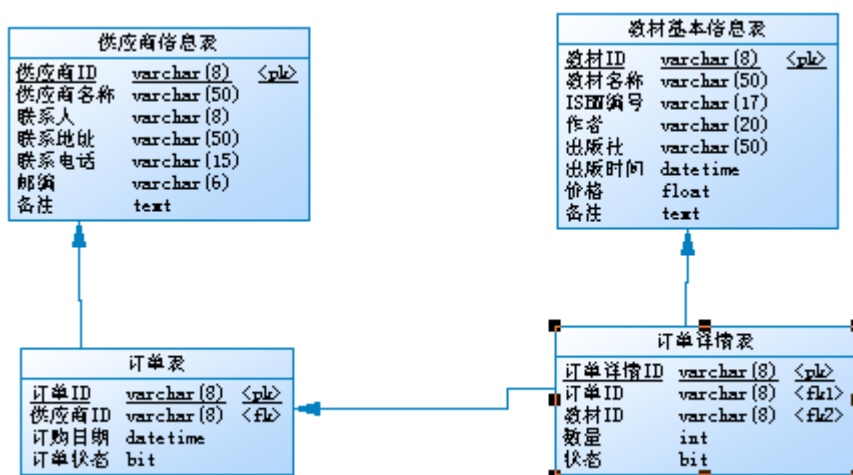 供应商信息表
供应商ID varchar(8) <pk>
供应商名称 varchar(50)
联系人 varchar(8)
联系地址 varchar(50)
联系电话 varchar(15)
邮编 varchar(6)
备注 text
教材基本信息表
教材ID varchar(8) <pk>
教材名称 varchar(50)
ISBN编号 varchar(17)
作者 varchar(20)
出版社 varchar(50)
出版时间 datetime
价格 float
备注 text
订单表
订单ID varchar(8) <pk>
供应商ID varchar(8) <fk>
订购日期 datetime
订单状态 bit
订单详情表
订单详情ID varchar(8) <pk>
订单ID varchar(8) <fk1>
教材ID varchar(8) <fk2>
数量 int
状态 bit